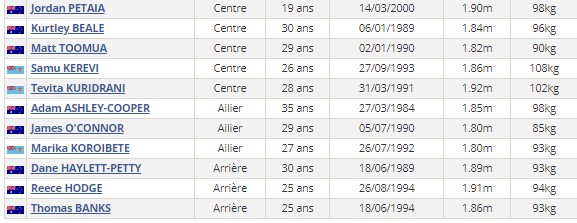 Jordan PETAIA Centre 19 ans 14/03/2000 1.90m 98kg
Kurtley BEALE Centre 30 ans 06/01/1989 1.84m 96kg
Matt TOOMUA Centre 29 ans 02/01/1990 1.82m 90kg
Samu KEREVI Centre 26 ans 27/09/1993 1.86m 108kg
Tevita KURIDRANI Centre 28 ans 31/03/1991 1.92m 102kg
Adam ASHLEY-COOPER Ailier 35 ans 27/03/1984 1.85m 98kg
James O'CONNOR Ailier 29 ans 05/07/1990 1.80m 85kg
Marika KOROIBETE Ailier 27 ans 26/07/1992 1.80m 93kg
Dane HAYLETT-PETTY Arrière 30 ans 18/06/1989 1.89m 93kg
Reece HODGE Arrière 25 ans 26/08/1994 1.91m 94kg
Thomas BANKS Arrière 25 ans 18/06/1994 1.86m 93kg